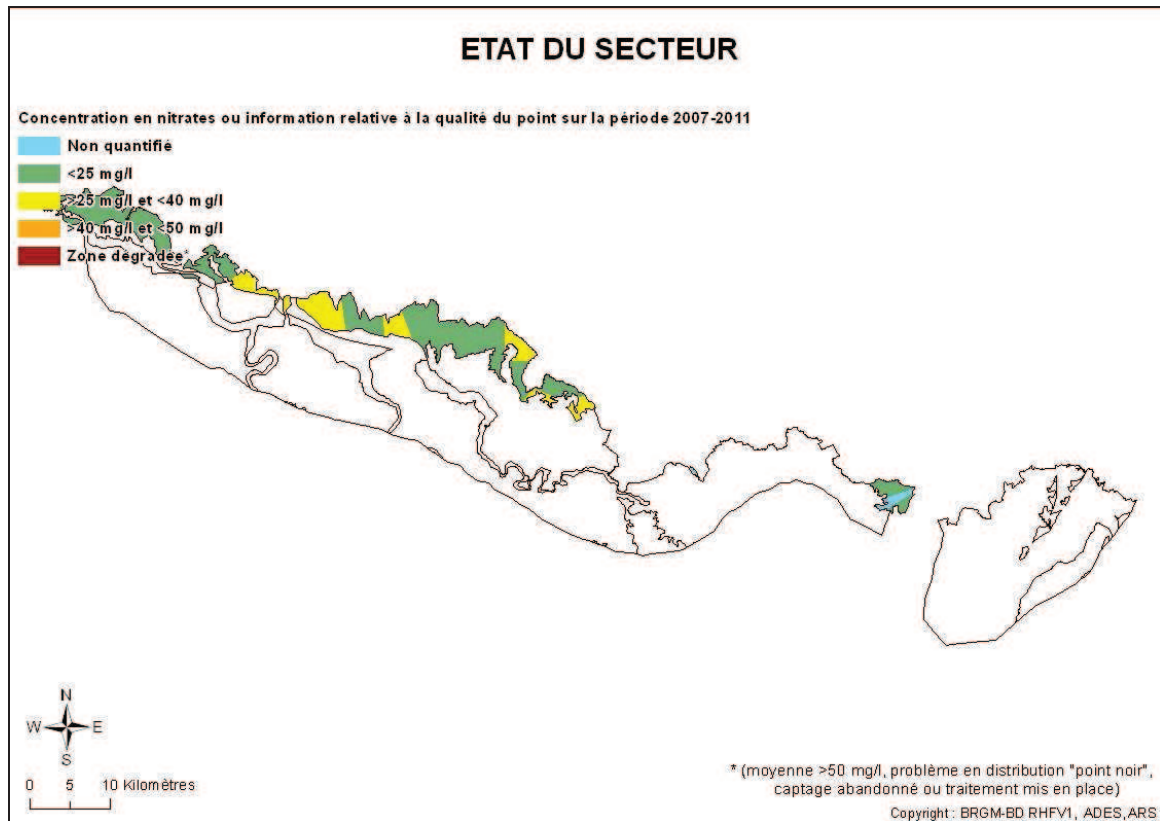 ETAT DU SECTEUR
Concentration en nitrates ou information relative à la qualité du point sur la période 2007-2011
Non quantifié
<25 mg/l
>25 mg/l et <40 mg/l
>40 mg/l et <50 mg/l
Zone dégradée*
N
W E
S
0 5 10 Kilomètres
* (moyenne >50 mg/l, problème en distribution "point noir",
captage abandonné ou traitement mis en place)
Copyright : BRGM-BD RHFV1, ADES,ARS